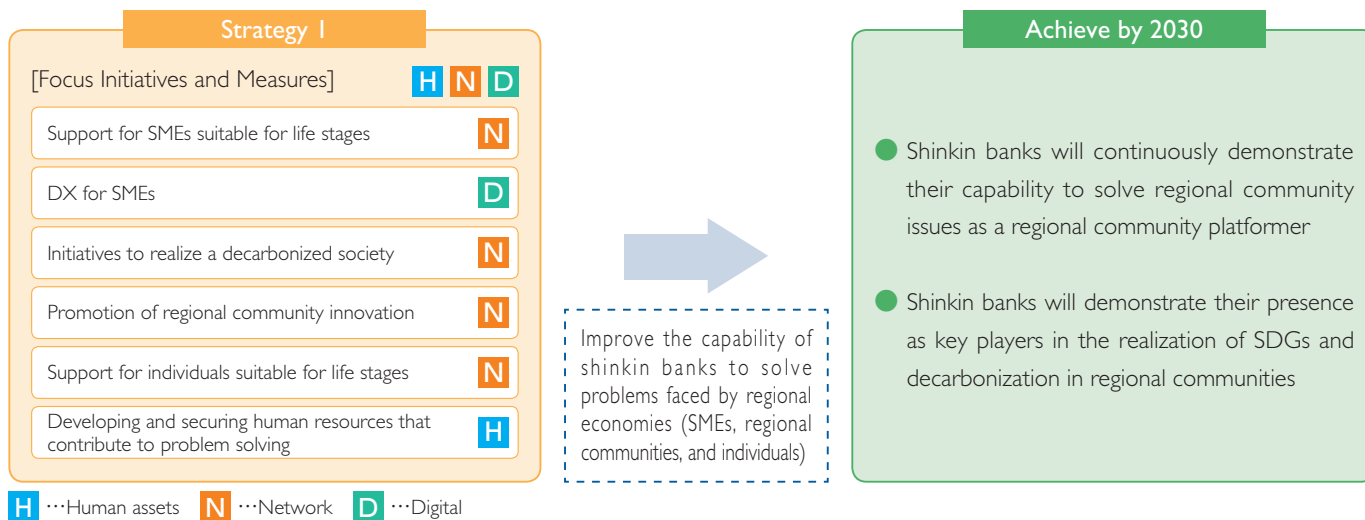 Strategy I
[Focus Initiatives and Measures] H N D
Support for SMEs suitable for life stages N
DX for SMEs D
Initiatives to realize a decarbonized society N
Promotion of regional community innovation N
Support for individuals suitable for life stages N
Developing and securing human resources that
contribute to problem solving H
H …Human assets N …Network D …Digital
Improve the capability of
shinkin banks to solve
problems faced by regional
economies (SMEs, regional
communities, and individuals)
Achieve by 2030
● Shinkin banks will continuously demonstrate
their capability to solve regional community
issues as a regional community platformer
● Shinkin banks will demonstrate their presence
as key players in the realization of SDGs and
decarbonization in regional communities